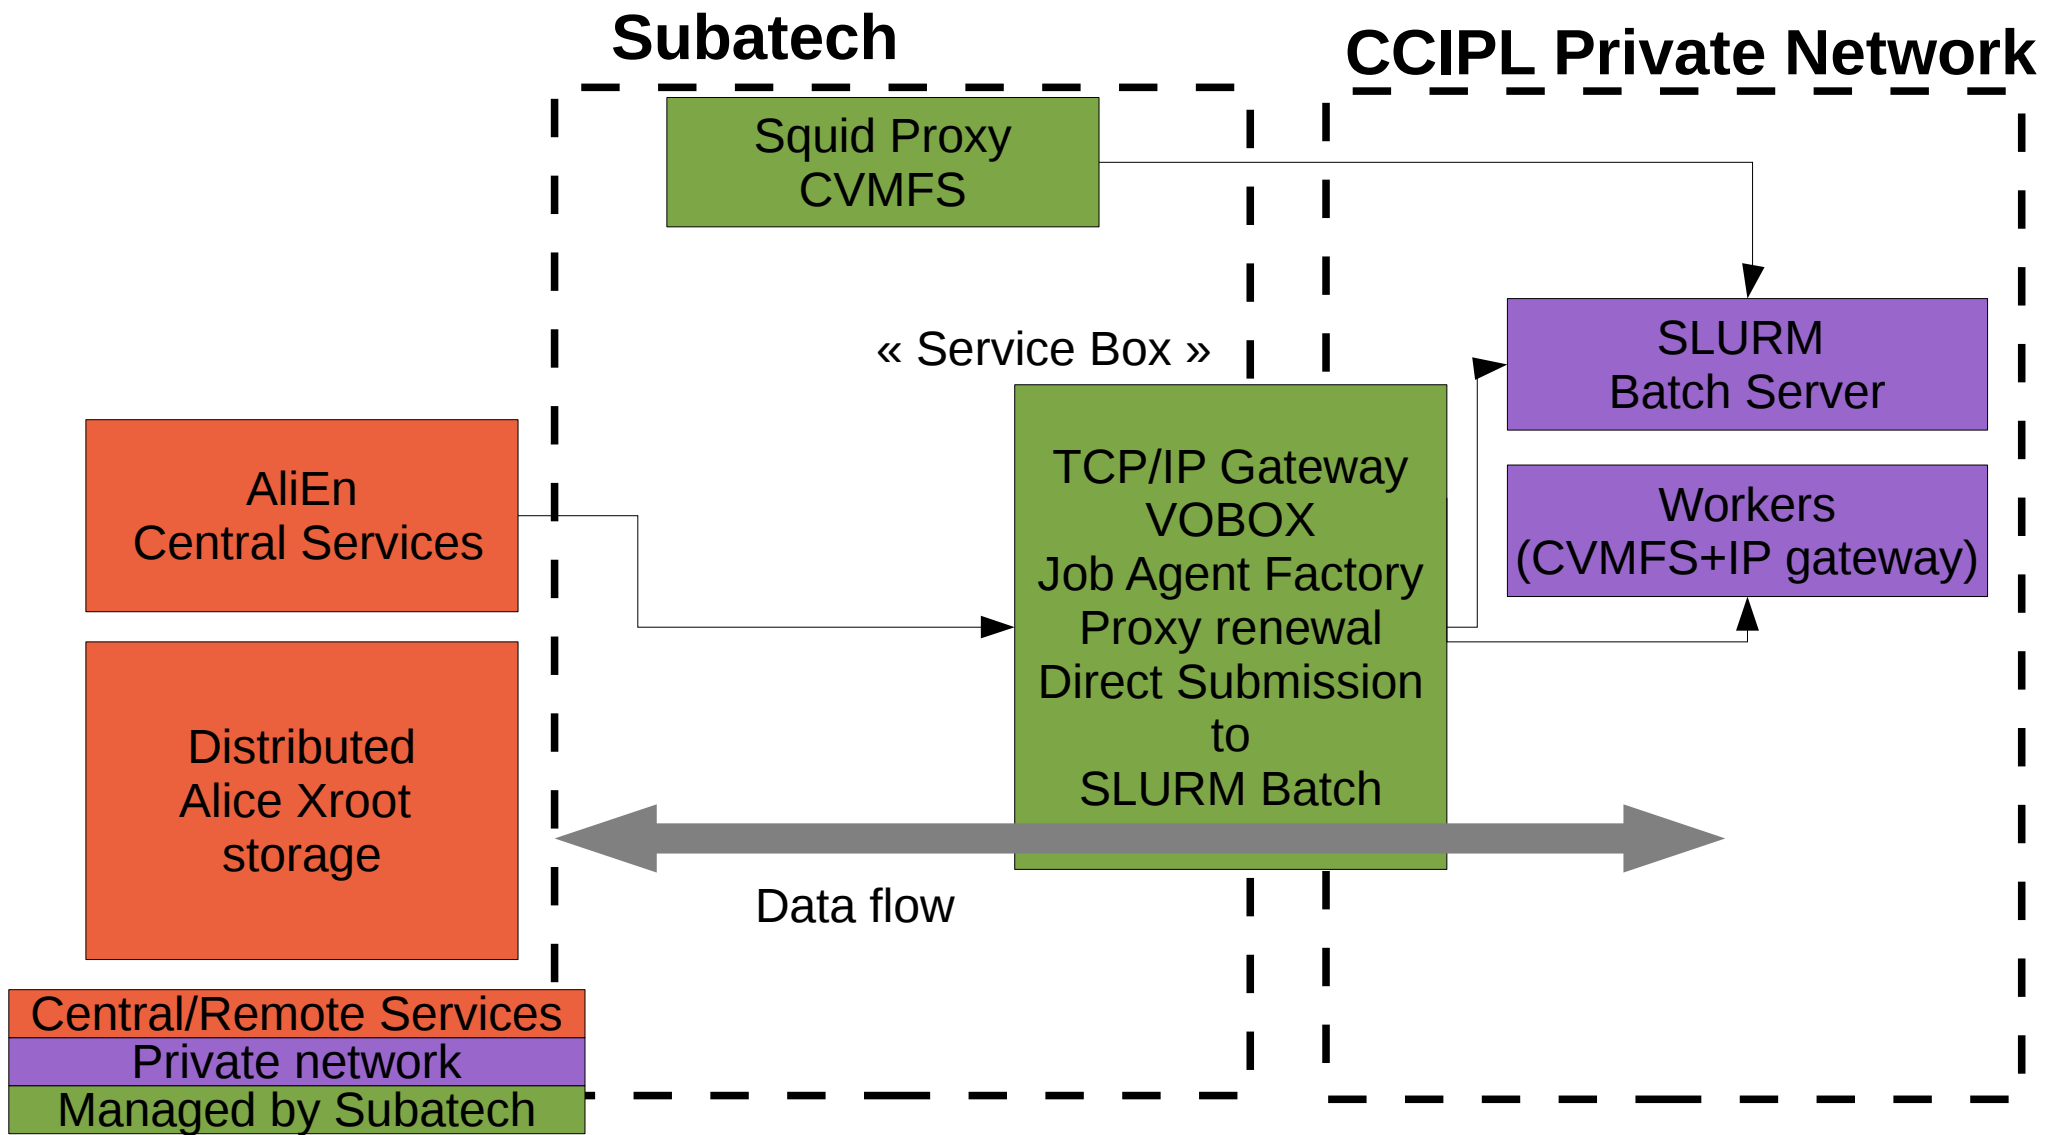 Subatech
CCIPL Private Network
Squid Proxy
CVMFS
« Service Box »
SLURM
Batch Server
AliEn
Central Services
TCP/IP Gateway
VOBOX
Job Agent Factory
Proxy renewal
Direct Submission
to
SLURM Batch
Workers
(CVMFS+IP gateway)
Distributed
Alice Xroot
storage
Data flow
Central/Remote Services
Private network
Managed by Subatech